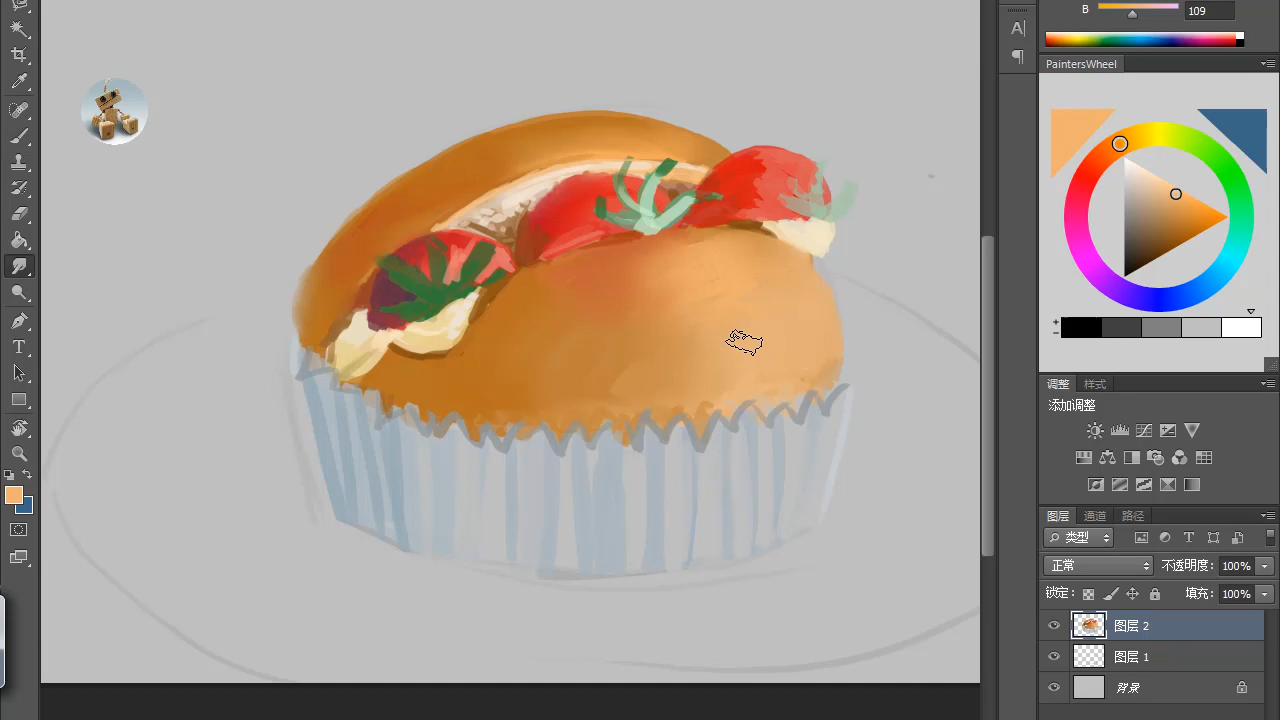 B 109
PaintersWheel
调整 样式
添加调整
图层 通道 路径
类型
正常 不透明度: 100%
锁定: 填充: 100%
图层 2
图层 1
背景